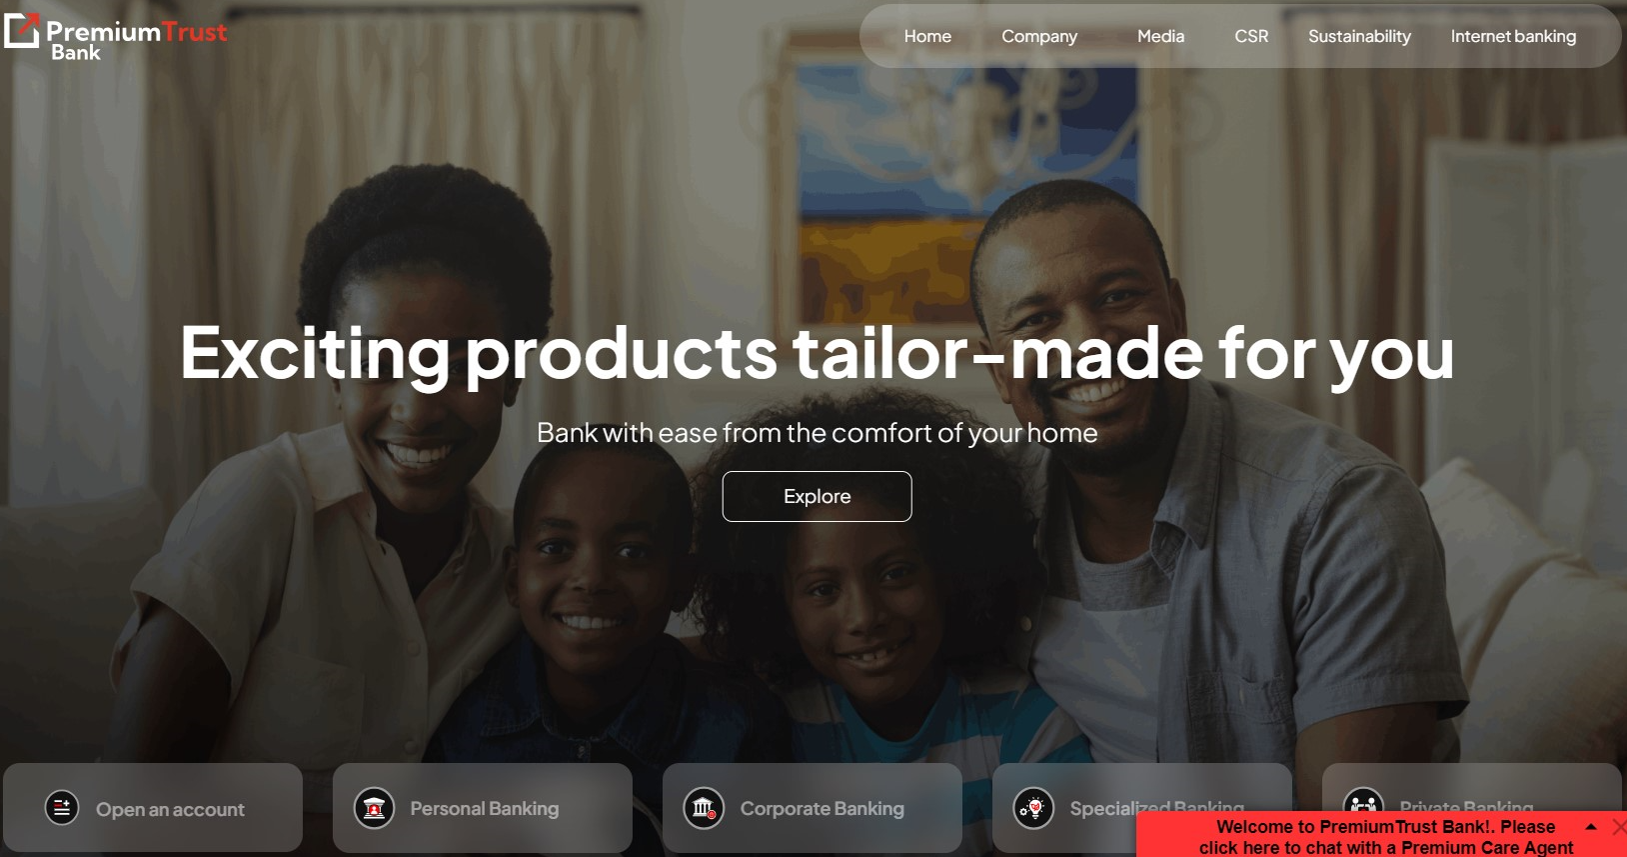 PremiumTrust
Bank
Home Company Media CSR Sustainability Internet banking
Exciting products tailor-made for you
Bank with ease from the comfort of your home
Explore
Open an account Personal Banking Corporate Banking Specialized Banking Private Banking
Welcome to PremiumTrust Bank!. Please
click here to chat with a Premium Care Agent